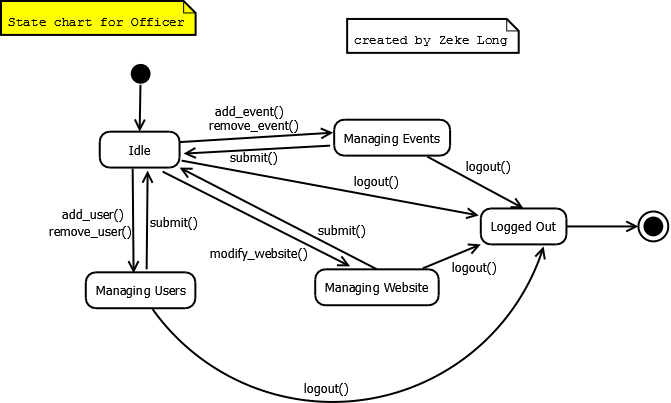 State chart for Officer
created by Zeke Long
add_event()
remove_event()
Managing Events
Idle
submit()
logout()
logout()
add_user()
remove_user()
submit()
submit()
Logged Out
modify_website()
logout()
Managing Users
Managing Website
logout()